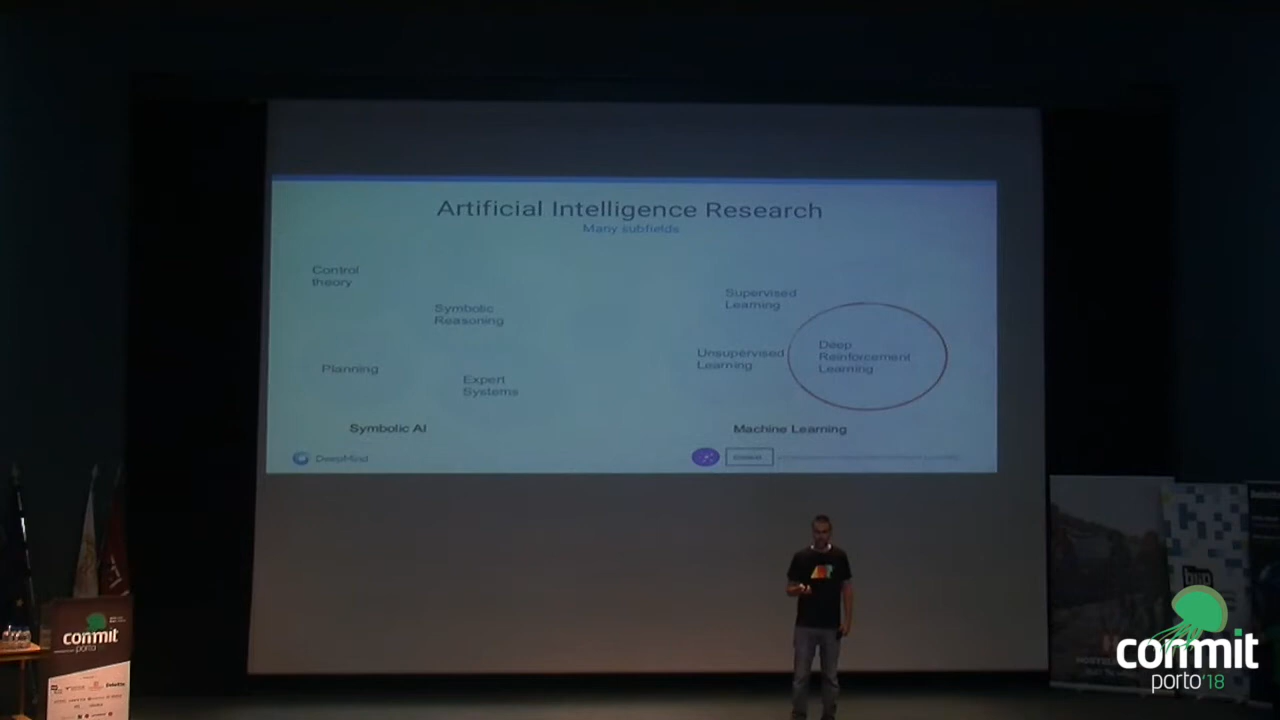 Artificial Intelligence Research
Many subfields
Control
theory
Symbolic
Reasoning
Planning
Expert
Systems
Symbolic AI
Supervised
Learning
Unsupervised
Learning
Deep
Reinforcement
Learning
Machine Learning
DeepMind
commit
porto
commit
porto'18